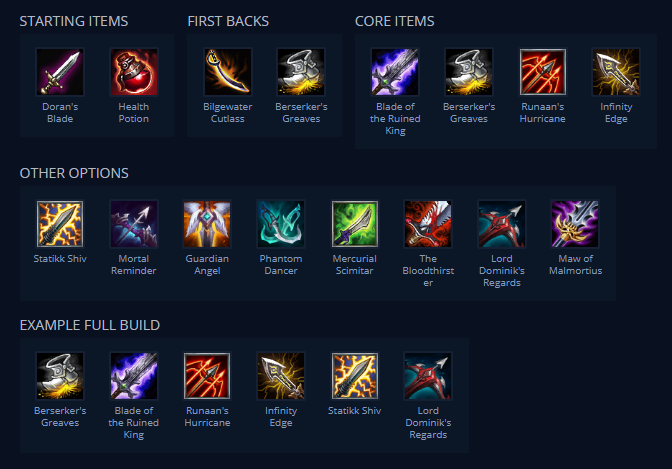 STARTING ITEMS
FIRST BACKS
CORE ITEMS
Doran's
Blade
Health
Potion
Bilgewater
Cutlass
Berserker's
Greaves
Blade of
the Ruined
King
Berserker's
Greaves
Runaan's
Hurricane
Infinity
Edge
OTHER OPTIONS
Statikk Shiv
Mortal
Reminder
Guardian
Angel
Phantom
Dancer
Mercurial
Scimitar
The
Bloodthirst
er
Lord
Dominik's
Regards
Maw of
Malmortius
EXAMPLE FULL BUILD
Berserker's
Greaves
Blade of
the Ruined
King
Runaan's
Hurricane
Infinity
Edge
Statikk Shiv
Lord
Dominik's
Regards